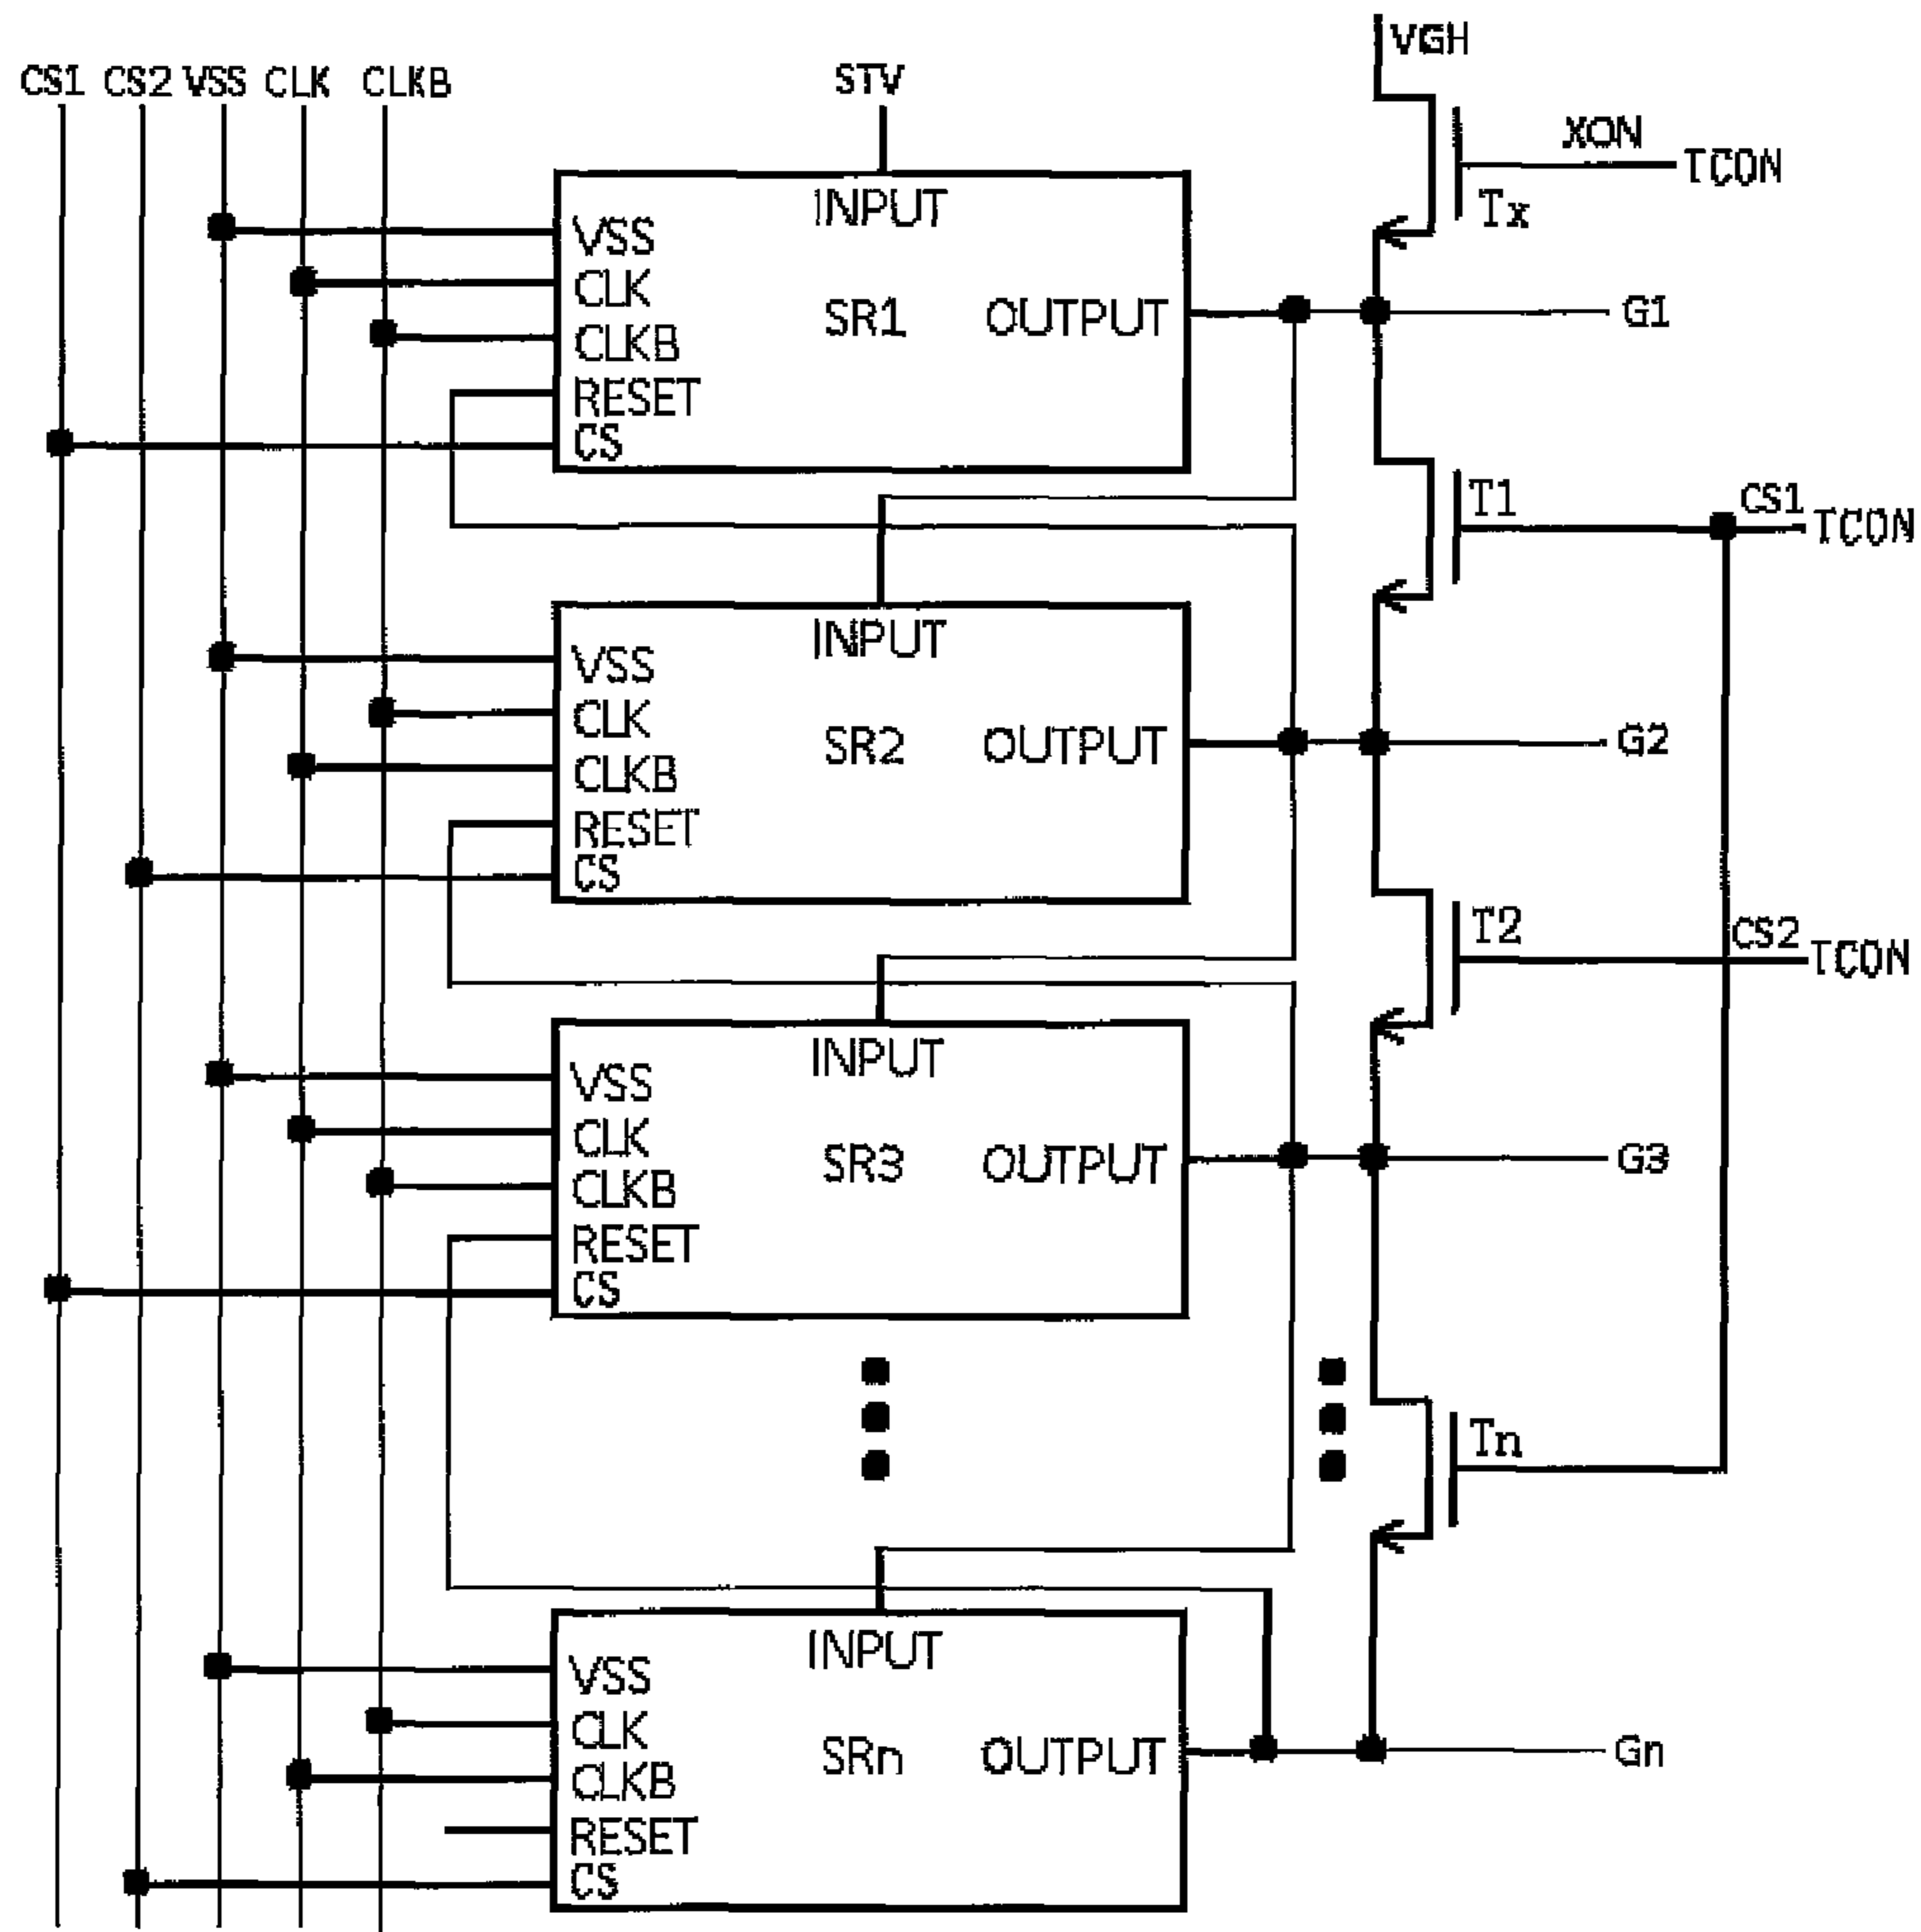 VGH
CS1 CS2 VSS CLK CLKB
STV
XON
TCON
Tx
INPUT
VSS
CLK
SR1
OUTPUT
G1
CLKB
RESET
CS
T1
CS1
TCON
INPUT
VSS
CLK
SR2
OUTPUT
G2
CLKB
RESET
CS
T2
CS2
TCON
INPUT
VSS
CLK
SR3
OUTPUT
G3
CLKB
RESET
CS
Tn
INPUT
VSS
CLK
SRn
OUTPUT
Gn
CLKB
RESET
CS